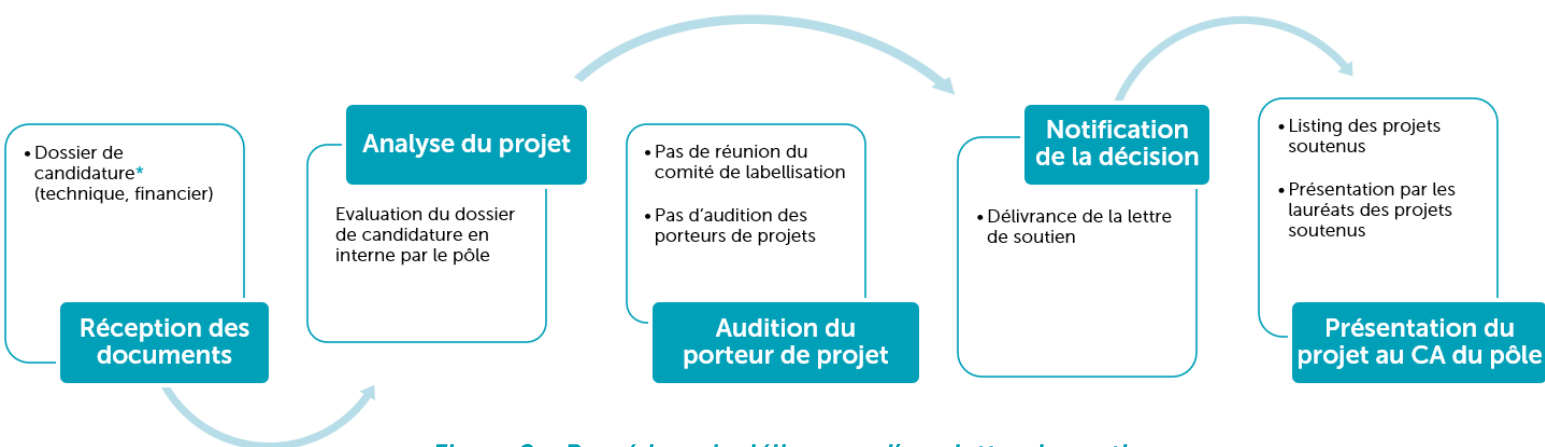 • Dossier de
candidature*
(technique, financier)
Réception des
documents
Analyse du projet
Evaluation du dossier
de candidature en
interne par le pôle
• Pas de réunion du
comité de labellisation
• Pas d'audition des
porteurs de projets
Audition du
porteur de projet
Notification
de la décision
• Délivrance de la lettre
de soutien
• Listing des projets
soutenus
• Présentation par les
lauréats des projets
soutenus
Présentation du
projet au CA du pôle